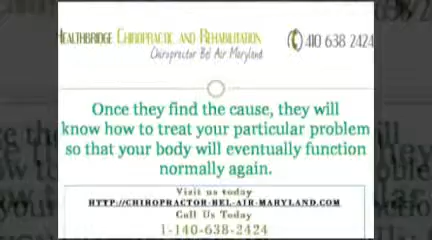 HEALTHBRIDGE CHIROPRACTIC AND REHABILITATION
Chiropractor Bel Air Maryland
410 638 2424
Once they find the cause, they will
know how to treat your particular problem
so that your body will eventually function
normally again.
Visit us today
HTTP://CHIROPRACTOR-BEL-AIR-MARYLAND.COM
Call Us Today
1-140-638-2424